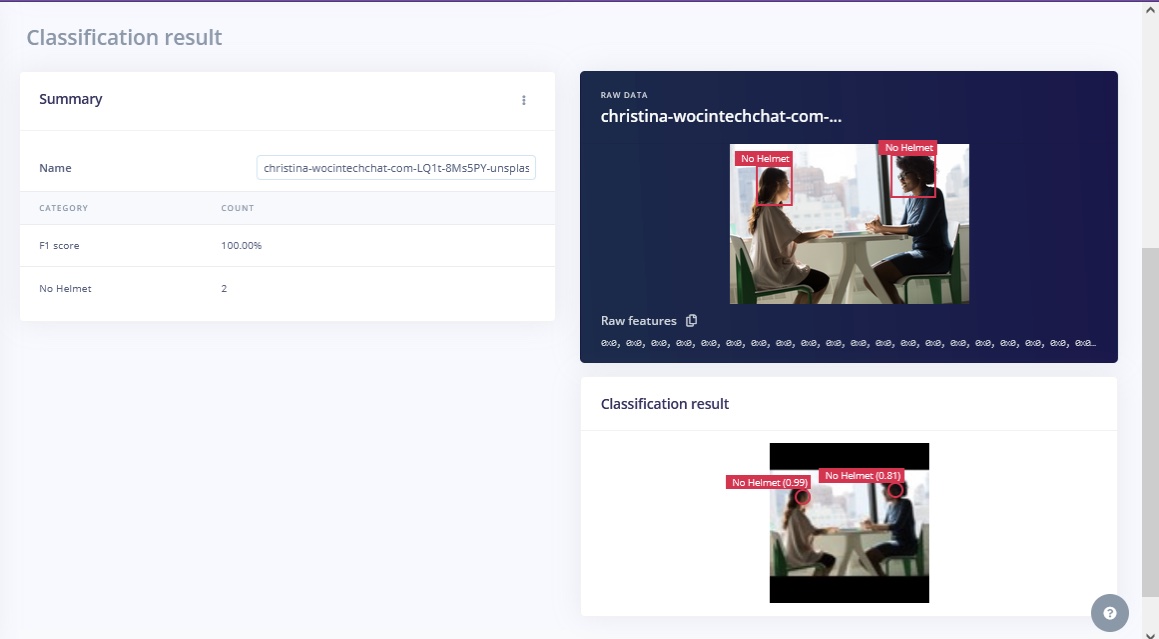 Classification result
Summary
Name
christina-wocintechchat-com-LQ1t-8Ms5PY-unsplas
CATEGORY COUNT
F1 score 100.00%
No Helmet 2
RAW DATA
christina-wocintechchat-com-...
No Helmet
No Helmet
Raw features
0x0, 0x0, 0x0, 0x0, 0x0, 0x0, 0x0, 0x0, 0x0, 0x0, 0x0, 0x0, 0x0, 0x0, 0x0, 0x0, 0x0, 0x0, 0x0, 0x0...
Classification result
No Helmet (0.99)
No Helmet (0.81)
?